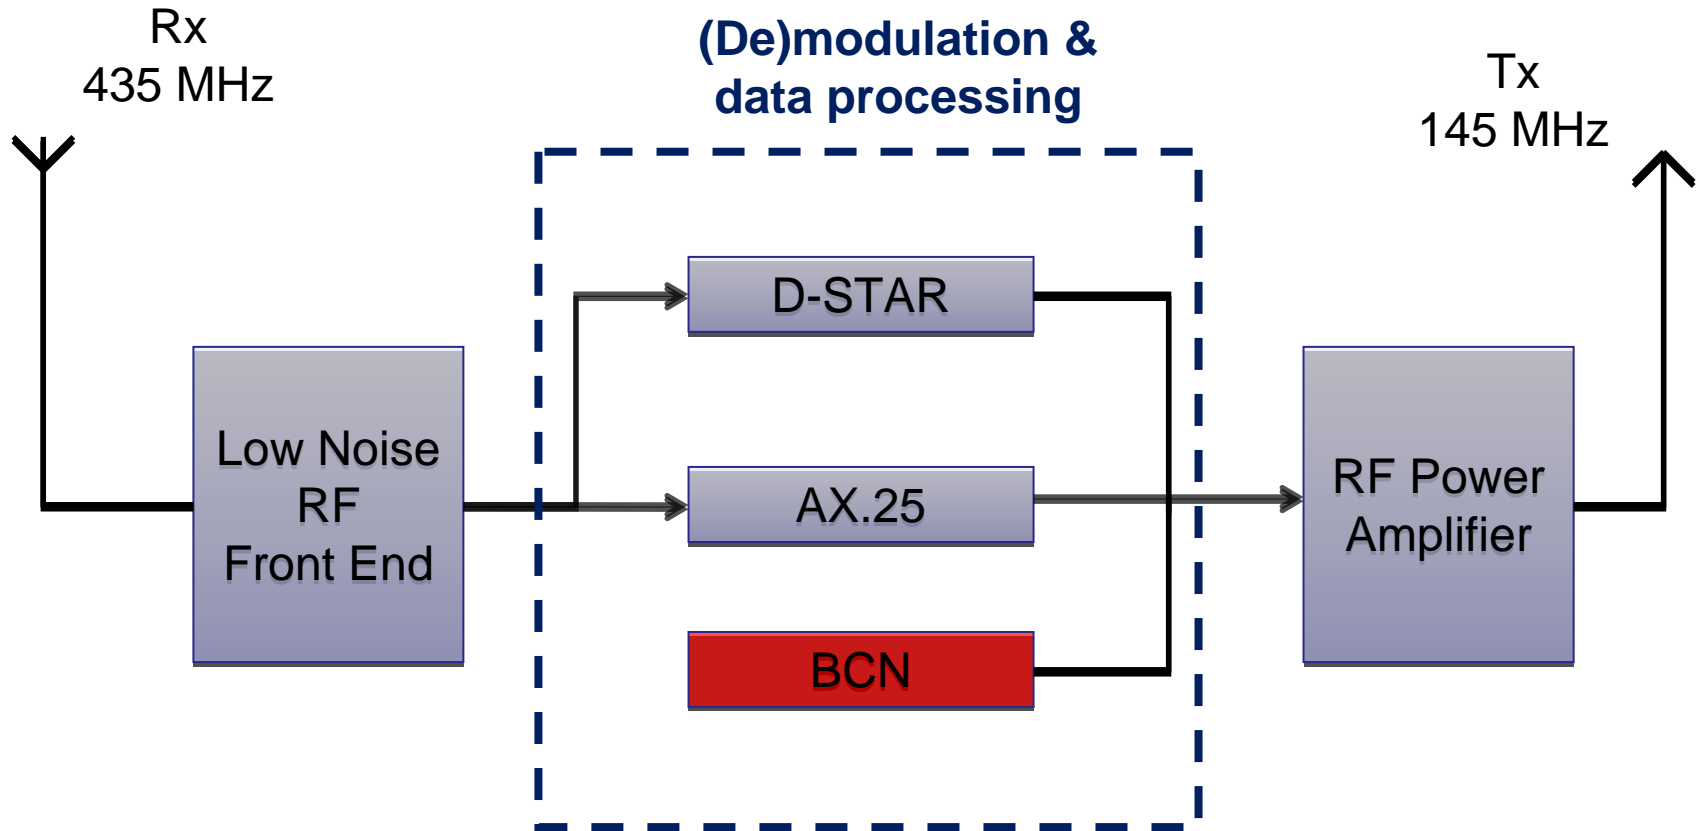 Rx
435 MHz
(De)modulation &
data processing
Tx
145 MHz
D-STAR
Low Noise
RF
Front End
AX.25
RF Power
Amplifier
BCN